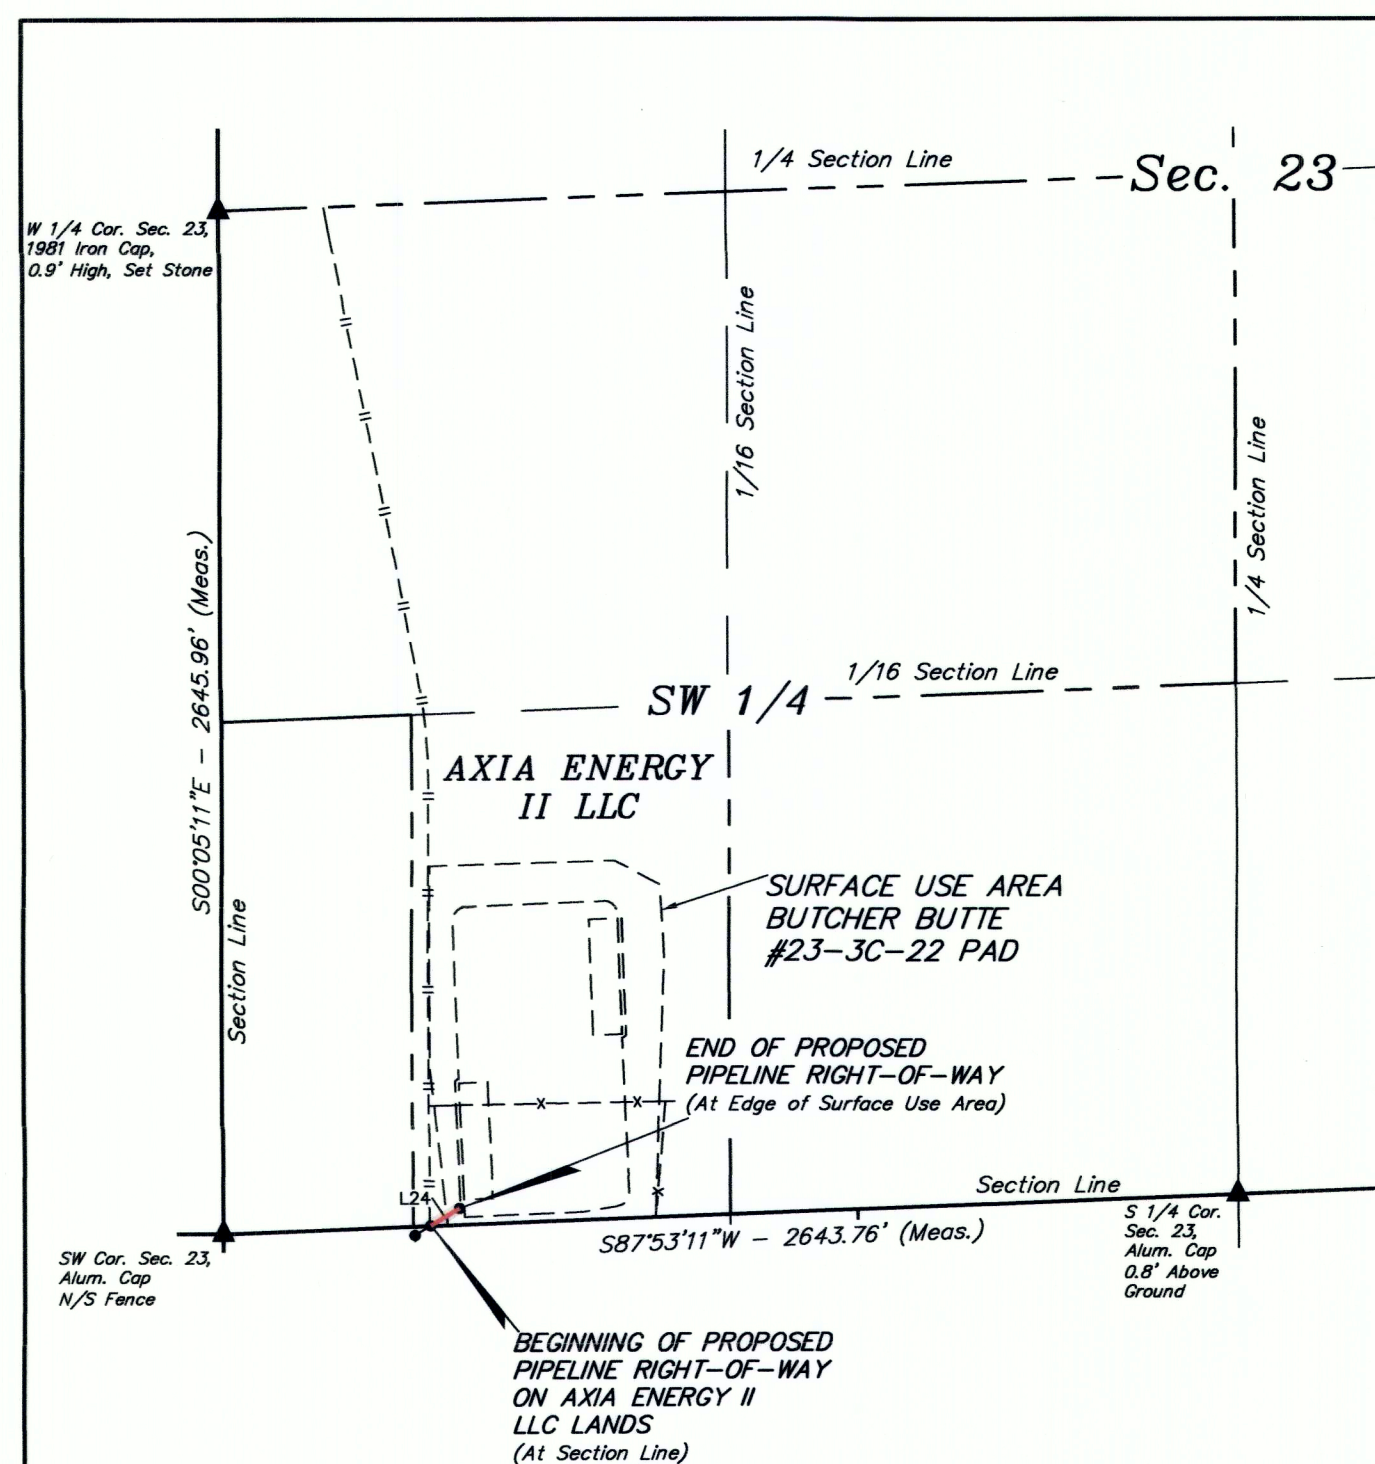 1/4 Section Line
Sec. 23
W 1/4 Cor. Sec. 23,
1981 Iron Cap,
0.9' High, Set Stone
1/16 Section Line
1/4 Section Line
S00°05'11"E - 2645.96' (Meas.)
1/16 Section Line
SW 1/4
AXIA ENERGY
II LLC
SURFACE USE AREA
BUTCHER BUTTE
#23-3C-22 PAD
Section Line
END OF PROPOSED
PIPELINE RIGHT-OF-WAY
(At Edge of Surface Use Area)
L24
Section Line
S87°53'11"W - 2643.76' (Meas.)
S 1/4 Cor.
Sec. 23,
Alum. Cap
0.8' Above
Ground
SW Cor. Sec. 23,
Alum. Cap
N/S Fence
BEGINNING OF PROPOSED
PIPELINE RIGHT-OF-WAY
ON AXIA ENERGY II
LLC LANDS
(At Section Line)